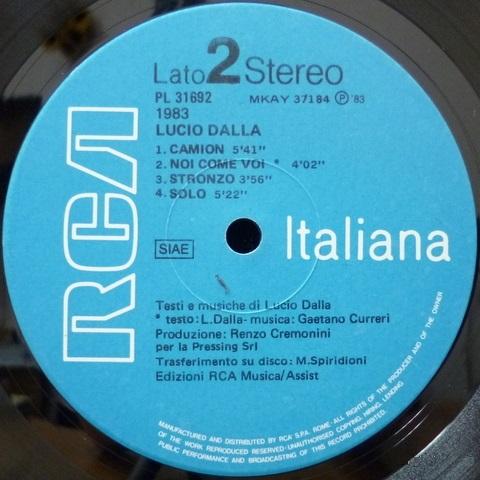 Lato 2 Stereo
PL 31692 MKAY 37184 Ⓟ '83
1983
LUCIO DALLA
1. CAMION 5'41"
2. NOI COME VOI * 4'02"
3. STRONZO 3'56"
4. SOLO 5'22"
RCA
SIAE
Italiana
Testi e musiche di Lucio Dalla
* testo: L.Dalla- musica: Gaetano Curreri
Produzione: Renzo Cremonini
per la Pressing Srl
Trasferimento su disco: M.Spiridioni
Edizioni RCA Musica/Assist
MANUFACTURED AND DISTRIBUTED BY RCA S.P.A. ROME- ALL RIGHTS OF THE PRODUCER AND OF THE OWNER
OF THE WORK REPRODUCED RESERVED- UNAUTHORISED COPYING, HIRING, LENDING
PUBLIC PERFORMANCE AND BROADCASTING OF THIS RECORD PROHIBITED.